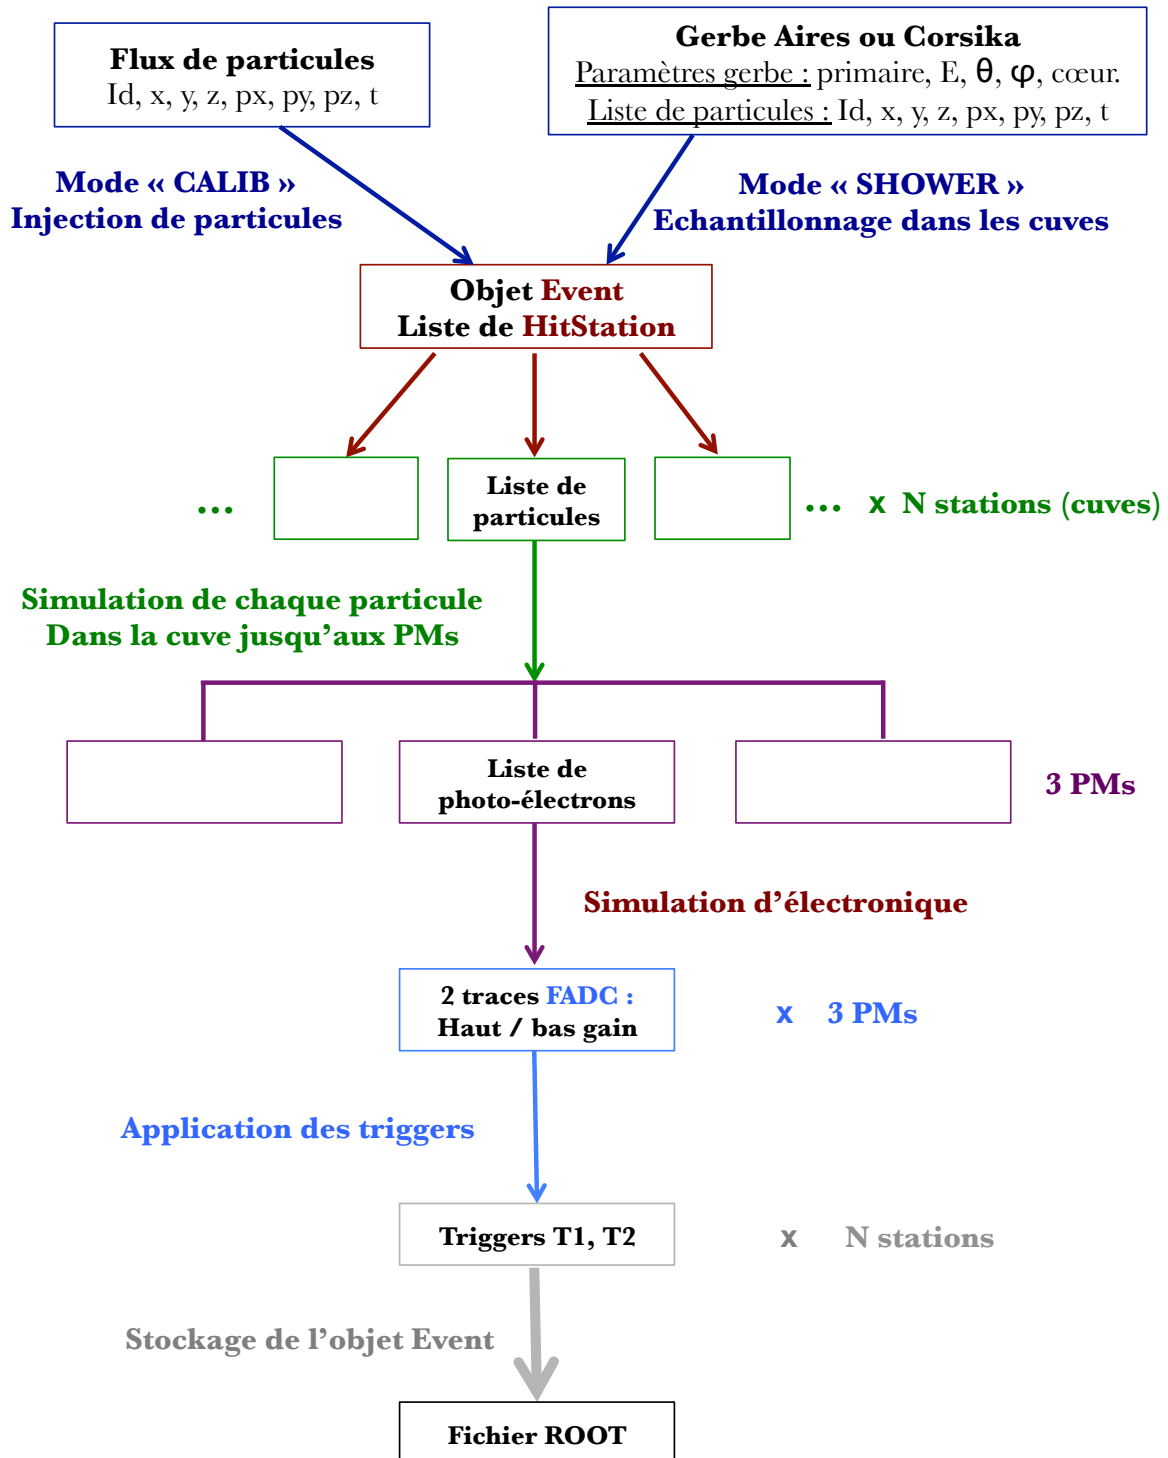 Flux de particules
Id, x, y, z, px, py, pz, t
Gerbe Aires ou Corsika
Paramètres gerbe : primaire, E, θ, φ, cœur.
Liste de particules : Id, x, y, z, px, py, pz, t
Mode « CALIB »
Injection de particules
Mode « SHOWER »
Echantillonnage dans les cuves
Objet Event
Liste de HitStation
...
Liste de
particules
... x N stations (cuves)
Simulation de chaque particule
Dans la cuve jusqu’aux PMs
Liste de
photo-électrons
3 PMs
Simulation d’électronique
2 traces FADC :
Haut / bas gain
x 3 PMs
Application des triggers
Triggers T1, T2
x N stations
Stockage de l’objet Event
Fichier ROOT